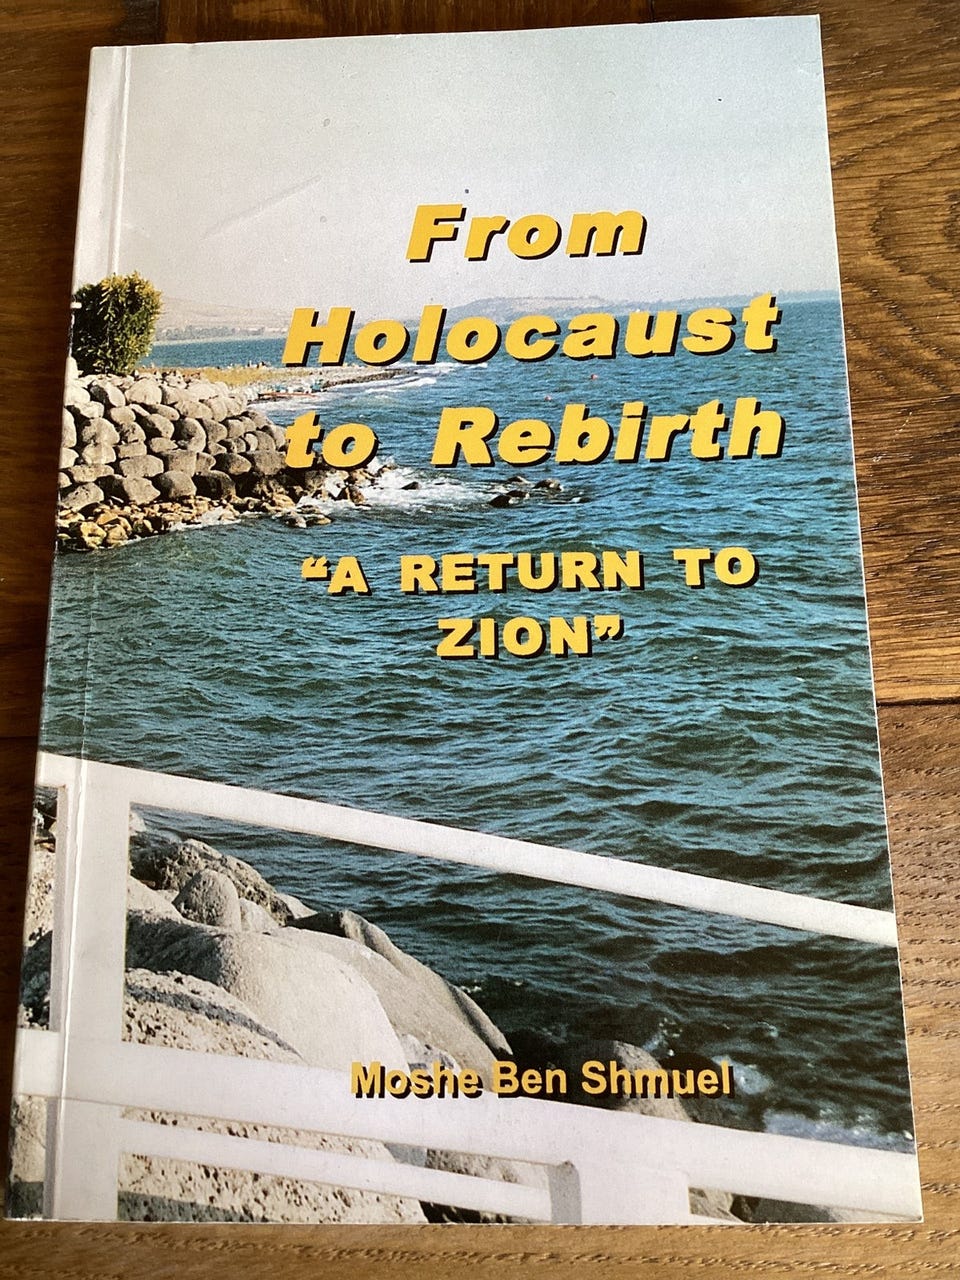 From
Holocaust
to Rebirth
“A RETURN TO
ZION”
Moshe Ben Shmuel